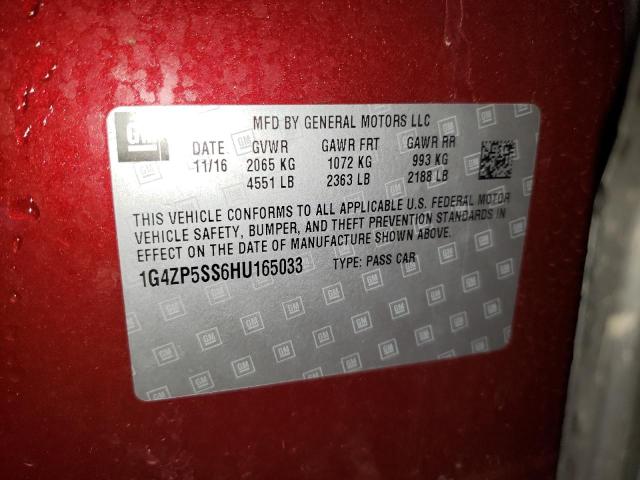 GM
MFD BY GENERAL MOTORS LLC
DATE GVWR GAWR FRT GAWR RR
11/16 2065 KG 1072 KG 993 KG
4551 LB 2363 LB 2188 LB
THIS VEHICLE CONFORMS TO ALL APPLICABLE U.S. FEDERAL MOTOR
VEHICLE SAFETY, BUMPER, AND THEFT PREVENTION STANDARDS IN
EFFECT ON THE DATE OF MANUFACTURE SHOWN ABOVE.
1G4ZP5SS6HU165033 TYPE: PASS CAR